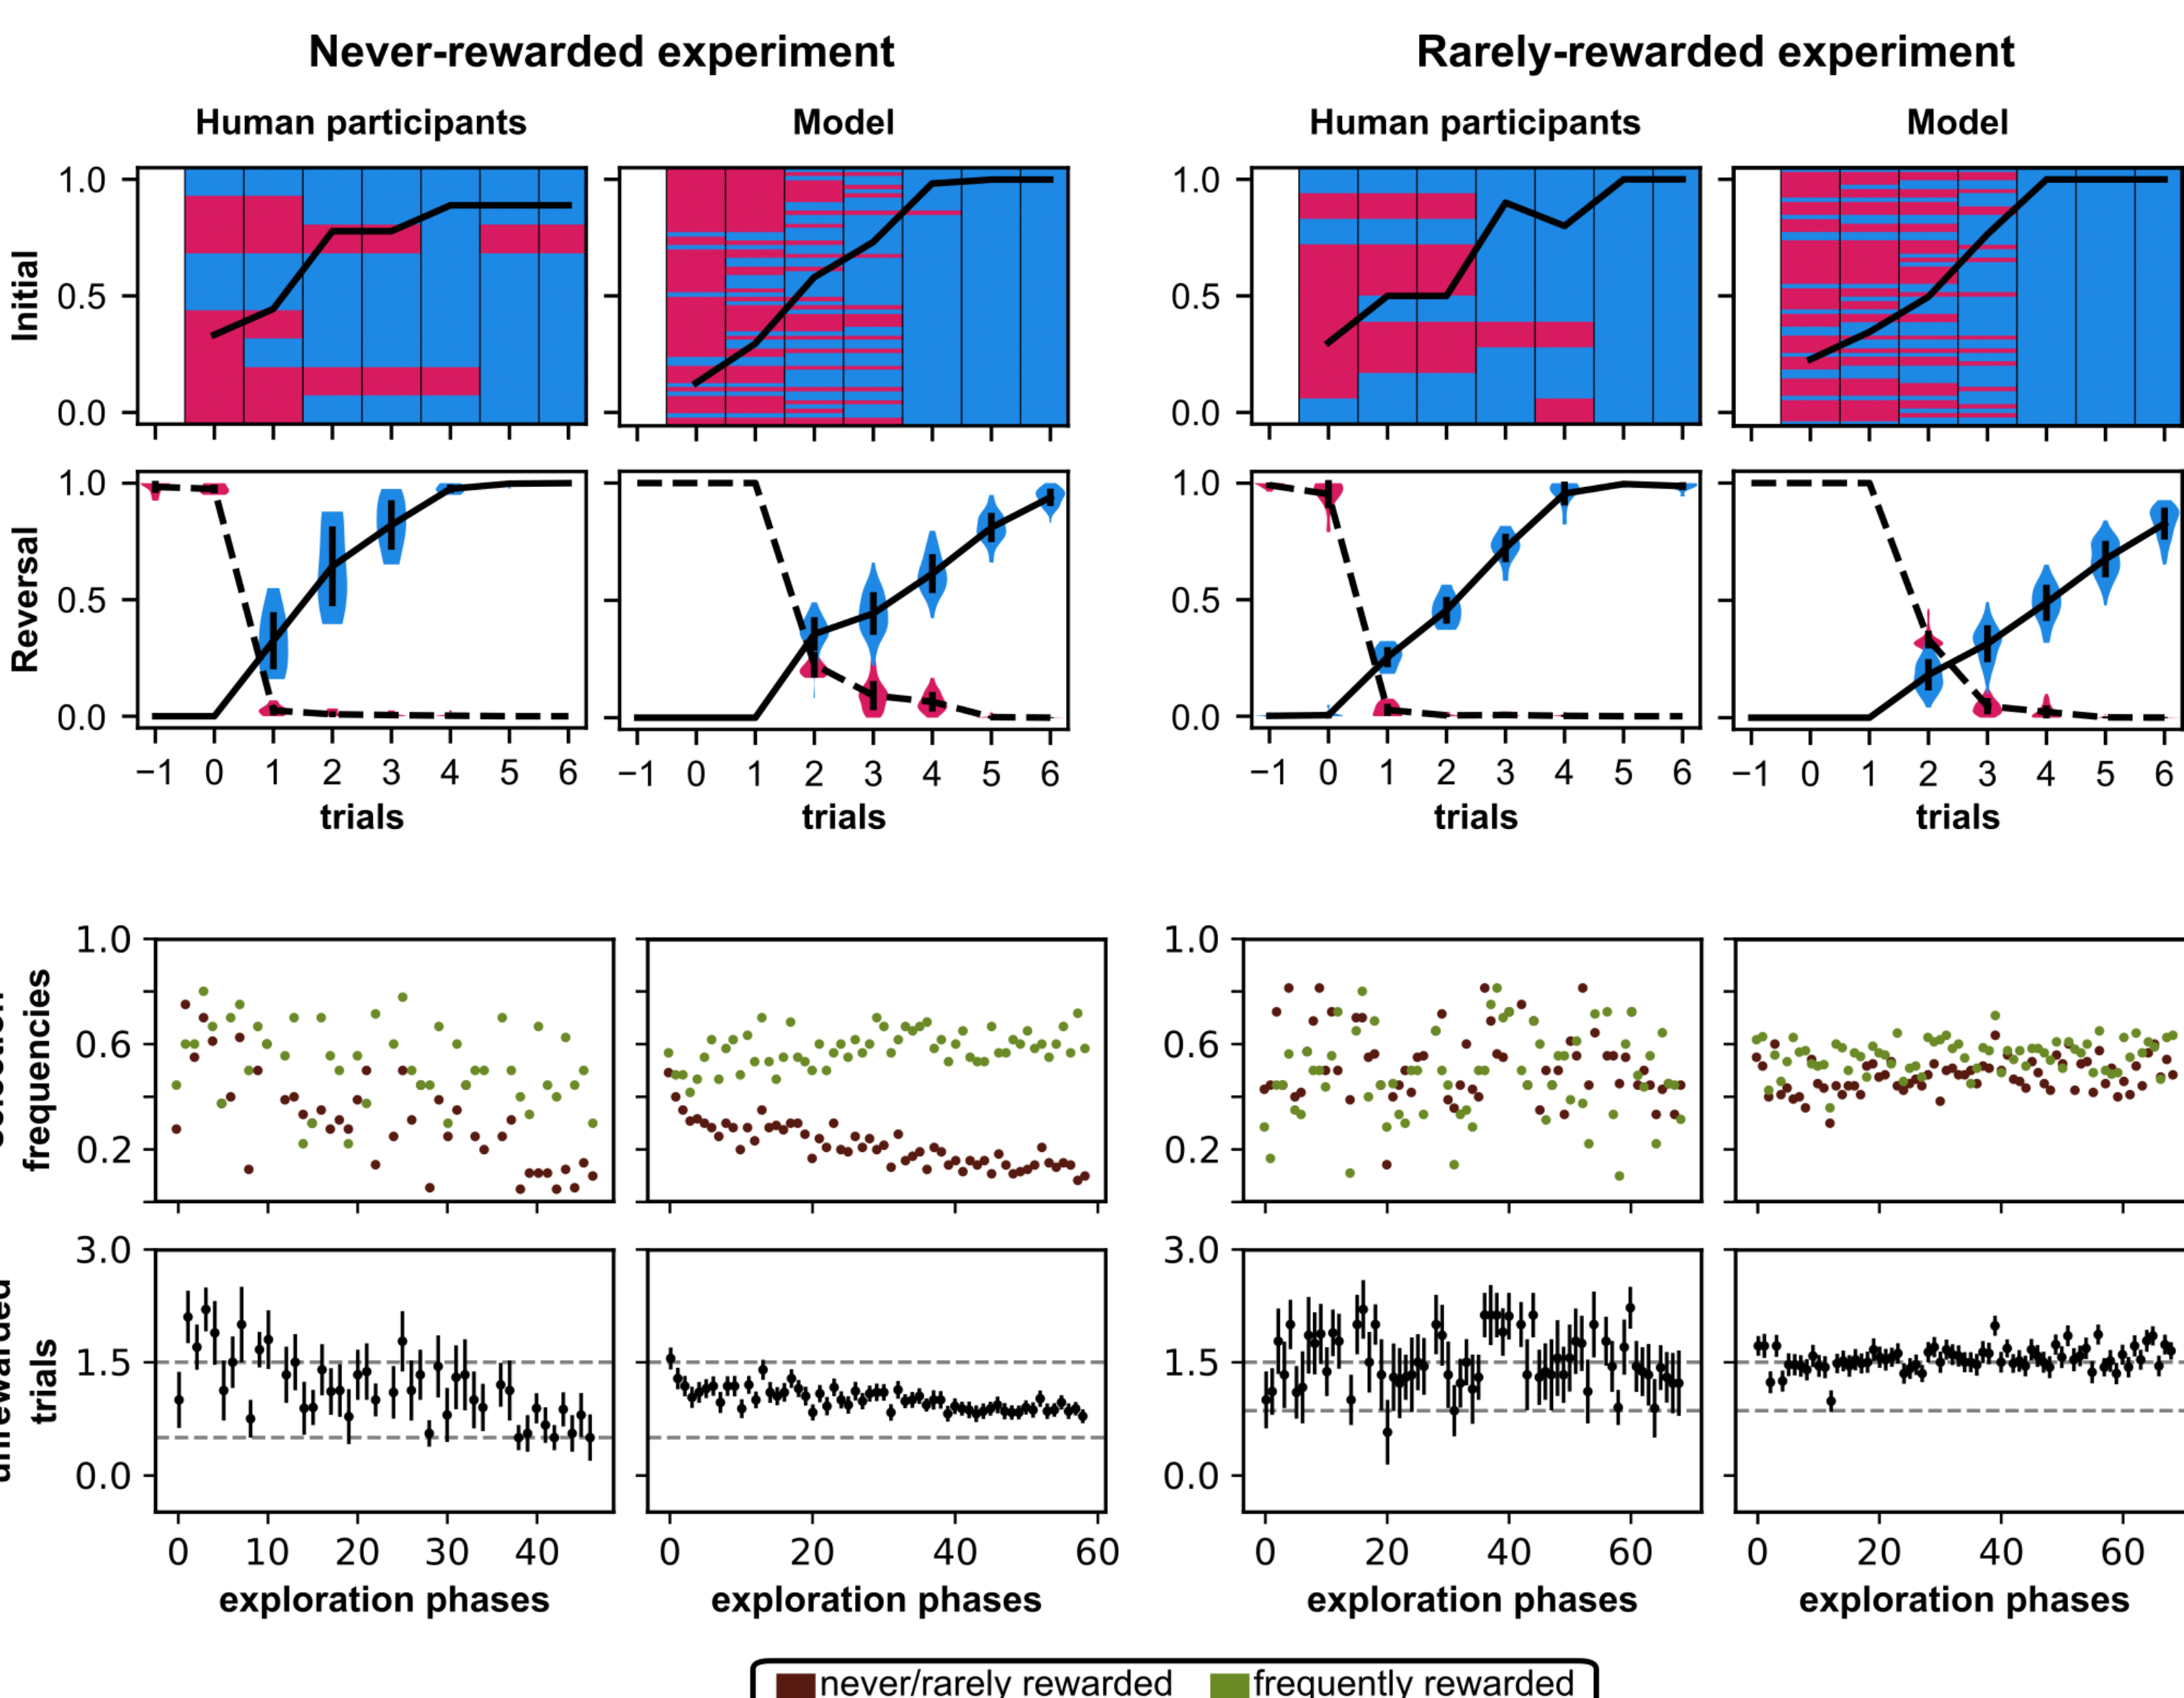 Never-rewarded experiment
Rarely-rewarded experiment
Human participants
Model
Human participants
Model
Initial
1.0
0.5
0.0
1.0
0.5
0.0
Reversal
1.0
0.5
0.0
1.0
0.5
0.0
−1 0 1 2 3 4 5 6
−1 0 1 2 3 4 5 6
−1 0 1 2 3 4 5 6
−1 0 1 2 3 4 5 6
trials
trials
trials
trials
frequencies
1.0
0.6
0.2
1.0
0.6
0.2
unrewarded
trials
3.0
1.5
0.0
3.0
1.5
0.0
0 10 20 30 40
0 20 40 60
0 20 40 60
0 20 40 60
exploration phases
exploration phases
exploration phases
exploration phases
never/rarely rewarded
frequently rewarded